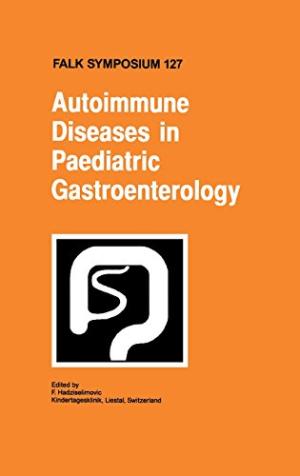 FALK SYMPOSIUM 127
Autoimmune
Diseases in
Paediatric
Gastroenterology
Edited by
F. Hadziselimovic
Kindertagesklinik, Liestal, Switzerland